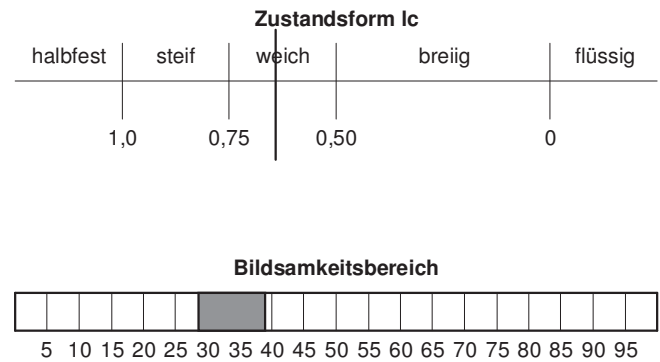 Zustandsform Ic
halbfest steif weich breiig flüssig
1,0 0,75 0,50 0
Bildsamkeitsbereich
5 10 15 20 25 30 35 40 45 50 55 60 65 70 75 80 85 90 95